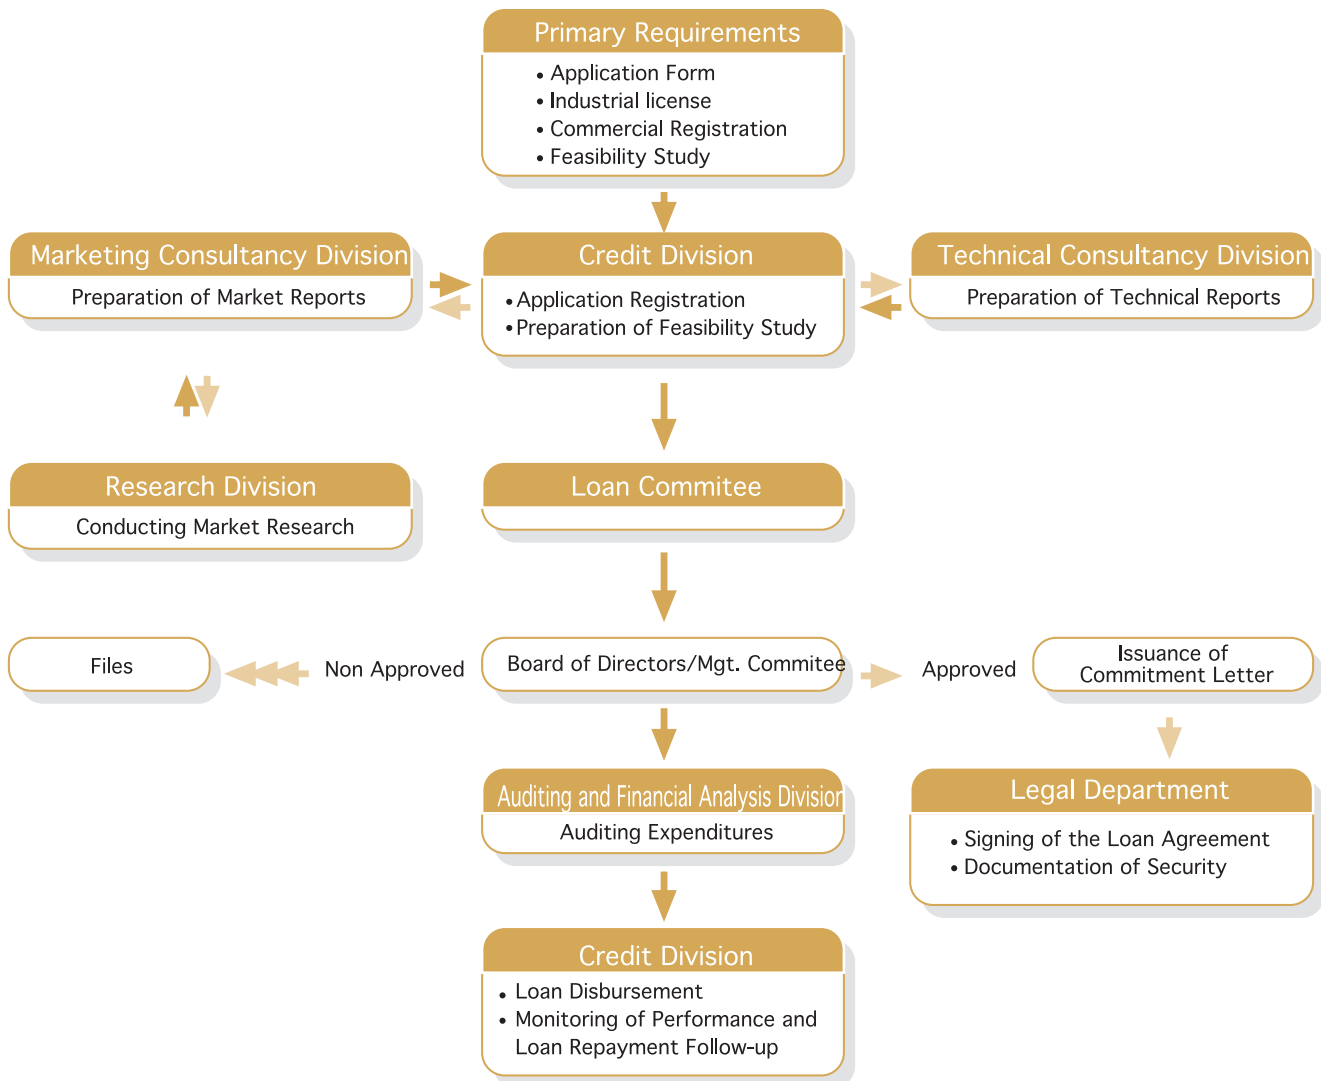 Primary Requirements
• Application Form
• Industrial license
• Commercial Registration
• Feasibility Study
Marketing Consultancy Division
Preparation of Market Reports
Credit Division
• Application Registration
• Preparation of Feasibility Study
Technical Consultancy Division
Preparation of Technical Reports
Research Division
Conducting Market Research
Loan Commitee
Files
Non Approved
Board of Directors/Mgt. Commitee
Approved
Issuance of
Commitment Letter
Auditing and Financial Analysis Division
Auditing Expenditures
Legal Department
• Signing of the Loan Agreement
• Documentation of Security
Credit Division
• Loan Disbursement
• Monitoring of Performance and
Loan Repayment Follow-up